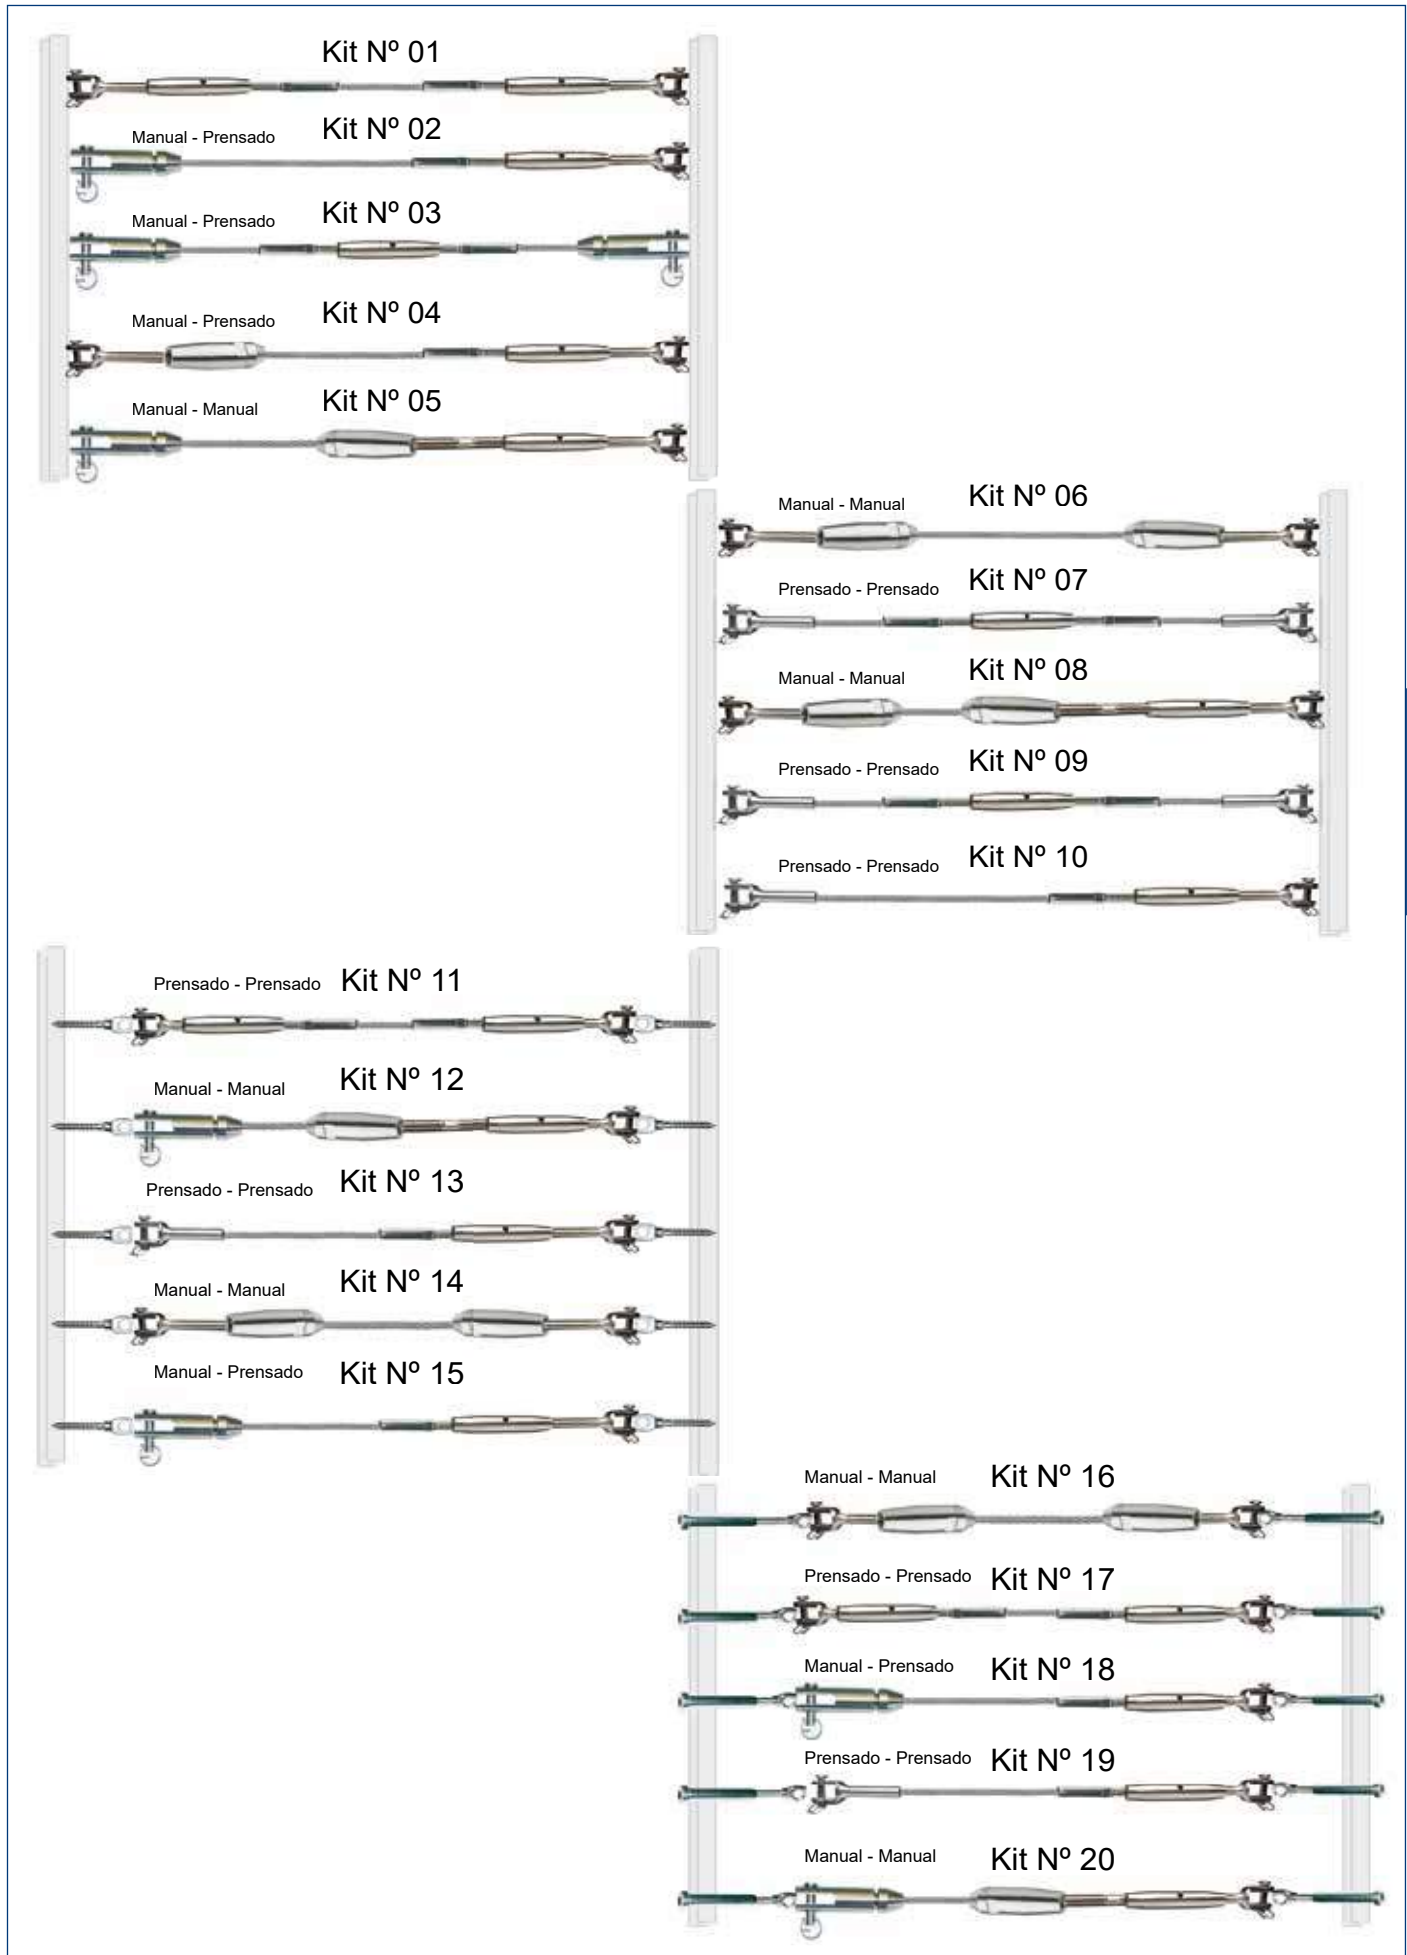 Kit Nº 01
Manual - Prensado Kit Nº 02
Manual - Prensado Kit Nº 03
Manual - Prensado Kit Nº 04
Manual - Manual Kit Nº 05
Manual - Manual Kit Nº 06
Prensado - Prensado Kit Nº 07
Manual - Manual Kit Nº 08
Prensado - Prensado Kit Nº 09
Prensado - Prensado Kit Nº 10
Prensado - Prensado Kit Nº 11
Manual - Manual Kit Nº 12
Prensado - Prensado Kit Nº 13
Manual - Manual Kit Nº 14
Manual - Prensado Kit Nº 15
Manual - Manual Kit Nº 16
Prensado - Prensado Kit Nº 17
Manual - Prensado Kit Nº 18
Prensado - Prensado Kit Nº 19
Manual - Manual Kit Nº 20